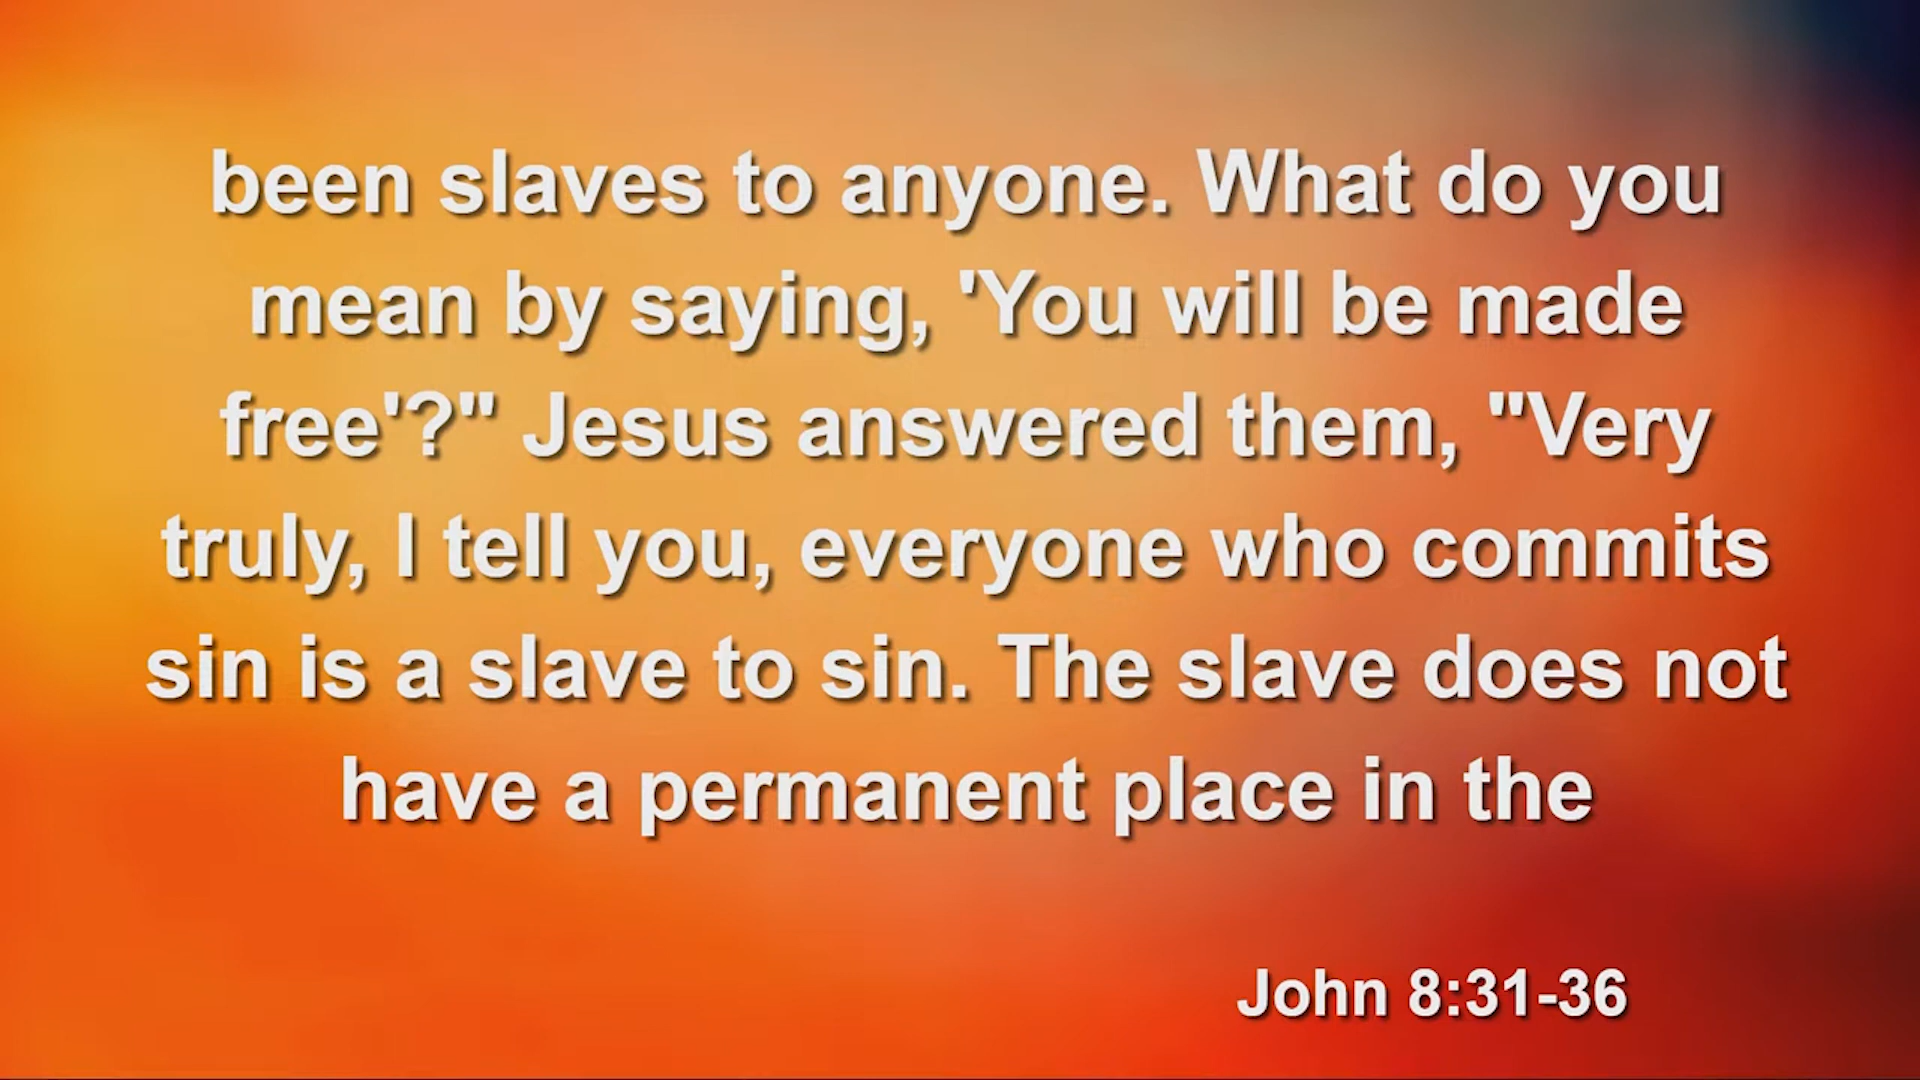 been slaves to anyone. What do you
mean by saying, 'You will be made
free'?" Jesus answered them, "Very
truly, I tell you, everyone who commits
sin is a slave to sin. The slave does not
have a permanent place in the
John 8:31-36